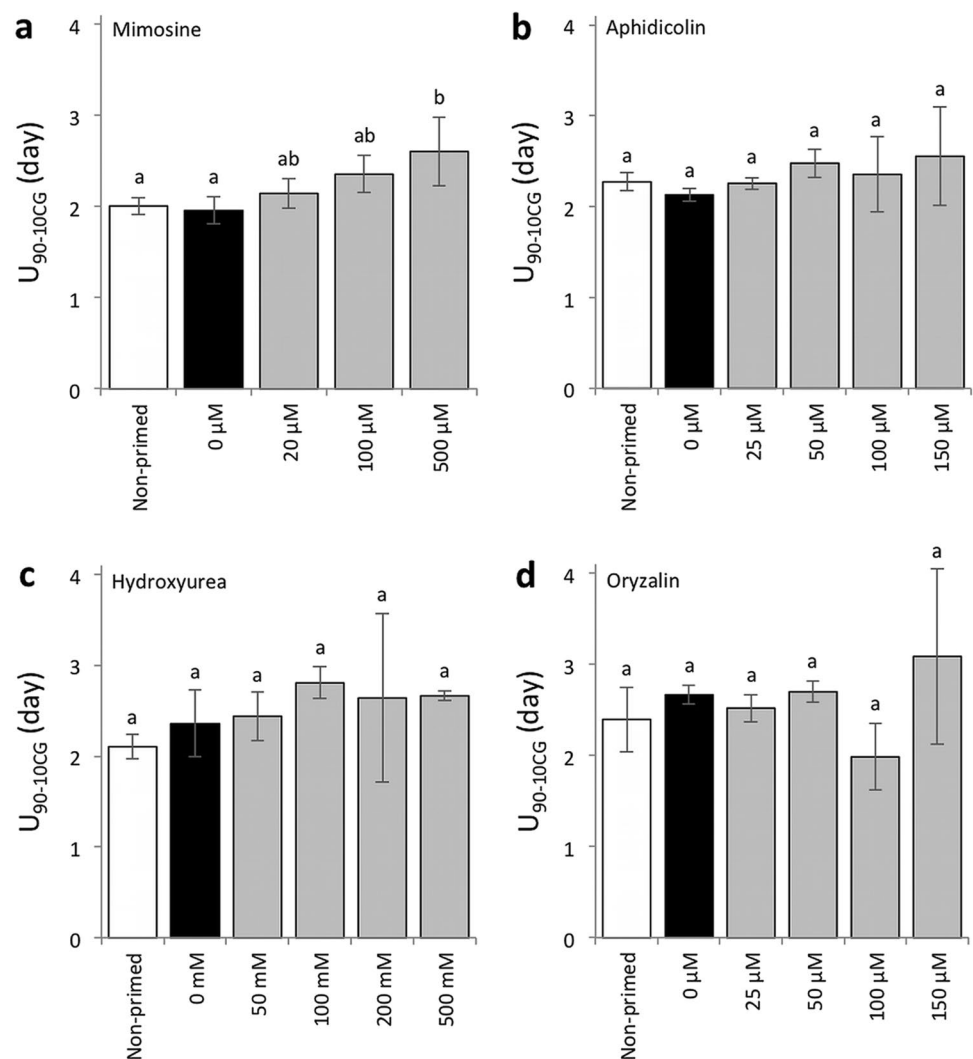 a
Mimosine
U90-10CG (day)
4
3
2
1
0
a
a
ab
ab
b
Non-primed
0 µM
20 µM
100 µM
500 µM
b
Aphidicolin
U90-10CG (day)
4
3
2
1
0
a
a
a
a
a
a
Non-primed
0 µM
25 µM
50 µM
100 µM
150 µM
c
Hydroxyurea
U90-10CG (day)
4
3
2
1
0
a
a
a
a
a
a
Non-primed
0 mM
50 mM
100 mM
200 mM
500 mM
d
Oryzalin
U90-10CG (day)
4
3
2
1
0
a
a
a
a
a
a
Non-primed
0 µM
25 µM
50 µM
100 µM
150 µM